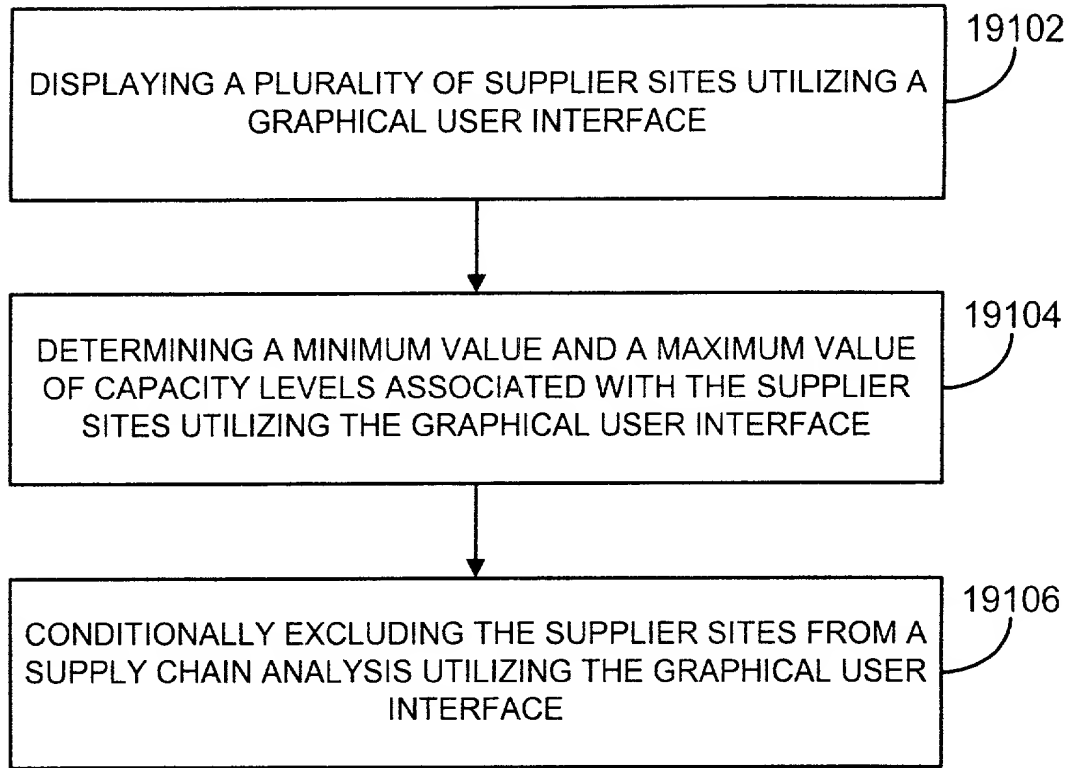 19102
DISPLAYING A PLURALITY OF SUPPLIER SITES UTILIZING A
GRAPHICAL USER INTERFACE
19104
DETERMINING A MINIMUM VALUE AND A MAXIMUM VALUE
OF CAPACITY LEVELS ASSOCIATED WITH THE SUPPLIER
SITES UTILIZING THE GRAPHICAL USER INTERFACE
19106
CONDITIONALLY EXCLUDING THE SUPPLIER SITES FROM A
SUPPLY CHAIN ANALYSIS UTILIZING THE GRAPHICAL USER
INTERFACE